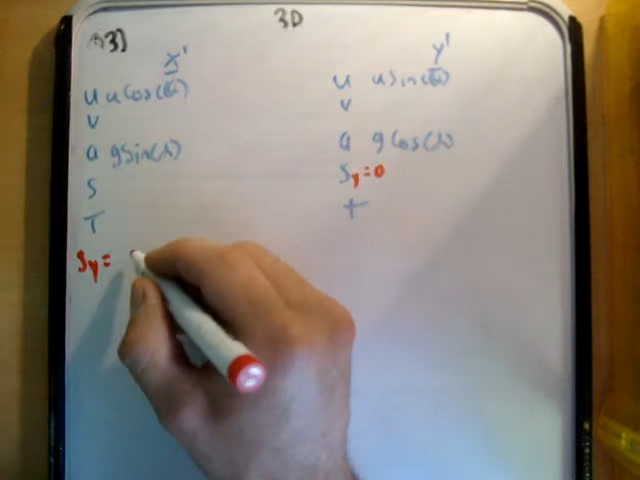 3D
3)
x'
u u cos(
v
a g sin(
s
T
Sy =
y'
u u sin(
v
a g cos(
Sy = 0
t